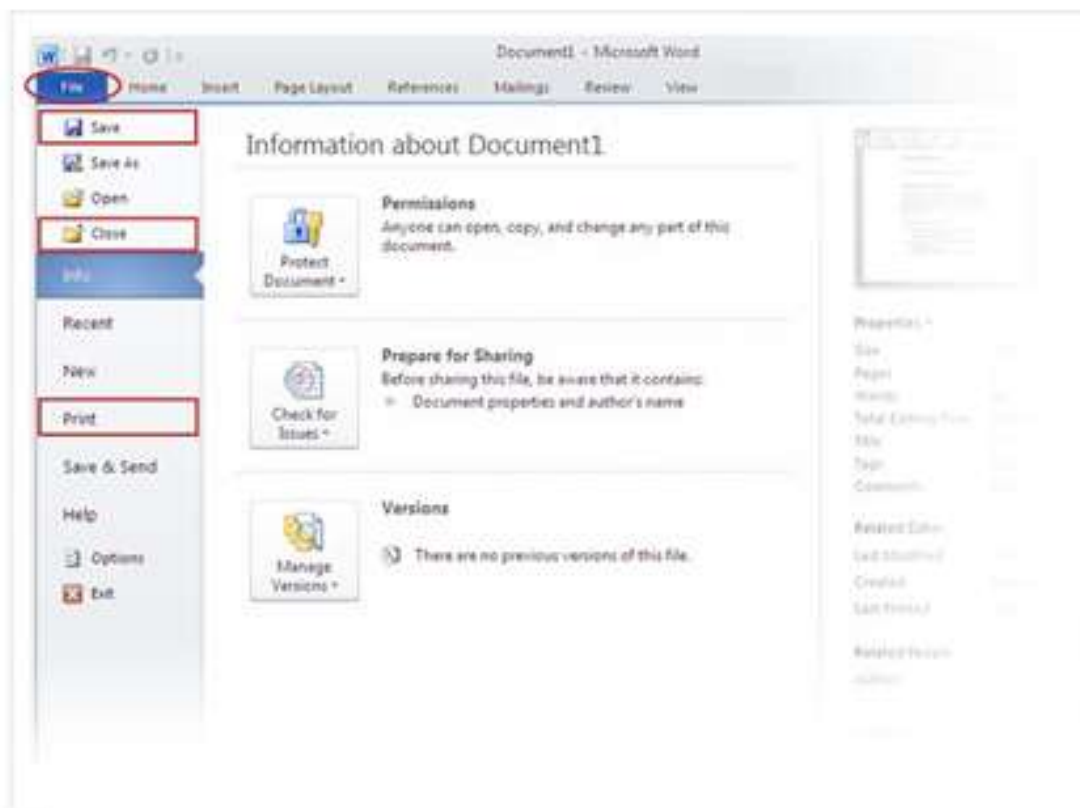 W
Document1 - Microsoft Word
File Home Insert Page Layout References Mailings Review View
Save
Save As
Open
Close
Info
Recent
New
Print
Save & Send
Help
Options
Exit
Information about Document1
Protect
Document
Permissions
Anyone can open, copy, and change any part of this
document.
Check for
Issues
Prepare for Sharing
Before sharing this file, be aware that it contains:
Document properties and author's name
Manage
Versions
Versions
There are no previous versions of this file.
Properties
Size
Pages
Words
Total Editing Time
Title
Tags
Comments
Related Dates
Last Modified
Created
Last Printed
Related People
Author